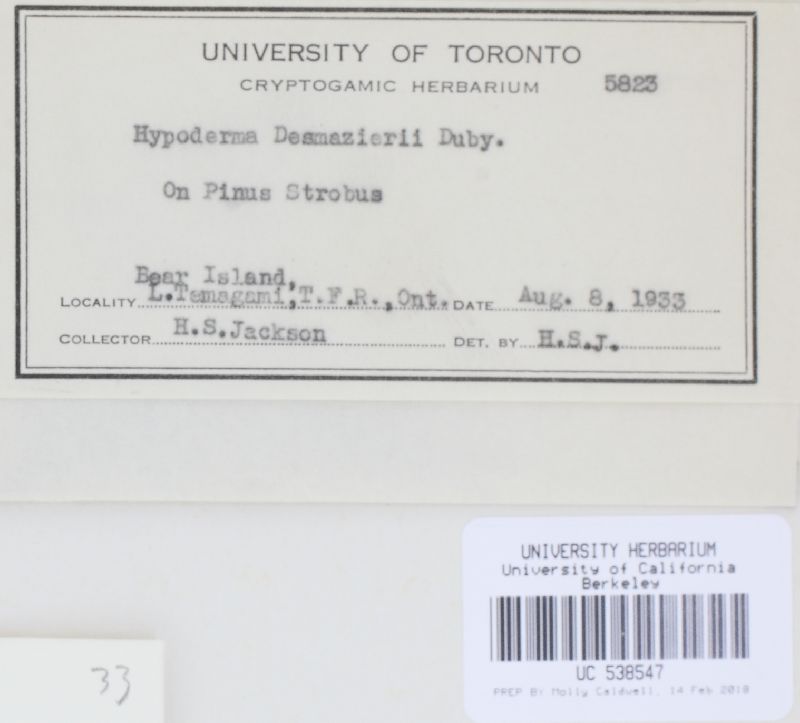 UNIVERSITY OF TORONTO
CRYPTOGAMIC HERBARIUM 5823
Hypoderma Desmazierii Duby.
On Pinus Strobus
Bear Island,
LOCALITY L.Temagami,T.F.R.,Ont. DATE Aug. 8, 1933
COLLECTOR H.S.Jackson DET. BY H.S.J.
UNIVERSITY HERBARIUM
University of California
Berkeley
UC 538547
PREP BY Molly Caldwell, 14 Feb 2018
33